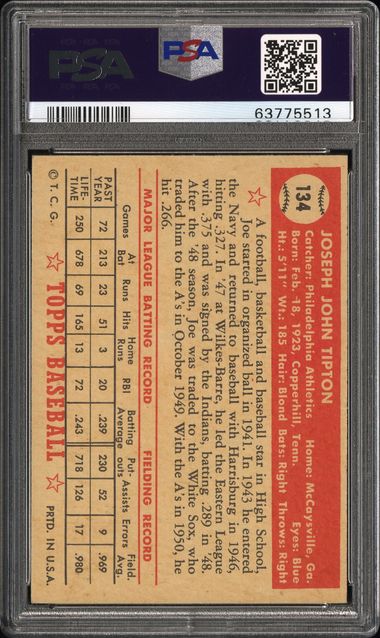 PSA
PSA
63775513
134
JOSEPH JOHN TIPTON
Catcher: Philadelphia Athletics Home: McCaysville, Ga.
Born: Feb. -18, 1923, Copperhill, Tenn. Eyes: Blue
Ht.: 5'11" Wt.: 185 Hair: Blond Bats: Right Throws: Right
A football, basketball and baseball star in High School,
Joe started in organized ball in 1941. In 1943 he entered
the Navy and returned to baseball with Harrisburg in 1946,
hitting .327. In '47 at Wilkes-Barre, he led the Eastern League
with .375 and was signed by the Indians, batting .289 in '48.
After the '48 season, Joe was traded to the White Sox, who
traded him to the A's in October 1949. With the A's in 1950, he
hit .266.
MAJOR LEAGUE BATTING RECORD FIELDING RECORD
Games At Bat Runs Hits Home Runs RBI Batting Average Put-outs Assists Errors Field. Avg.
PAST YEAR 72 213 23 51 3 20 .239 230 52 9 .969
LIFE-TIME 250 678 69 165 13 72 .243 718 126 17 .980
© T. C. G. TOPPS BASEBALL PRTD. IN U.S.A.